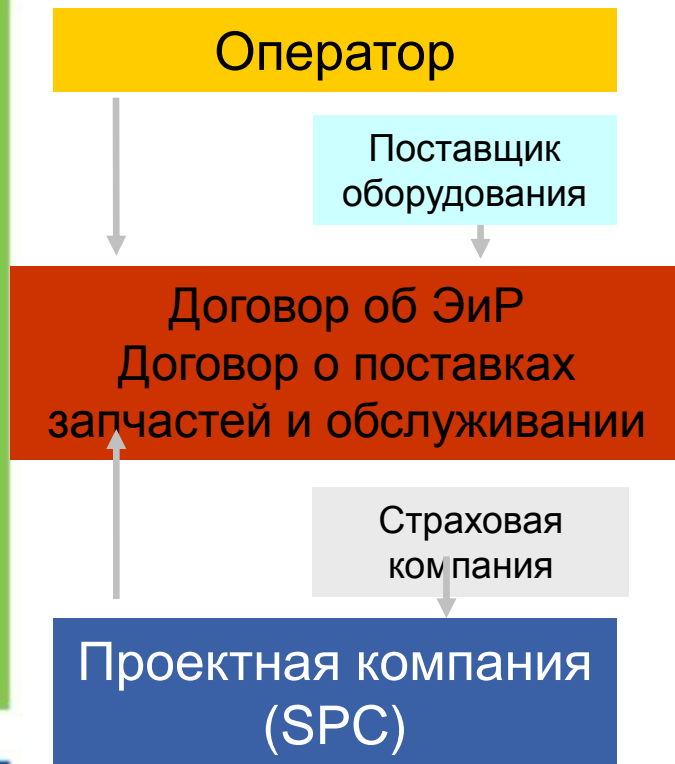 Оператор
Поставщик
оборудования
Договор об ЭиР
Договор о поставках
запчастей и обслуживании
Страховая
компания
Проектная компания
(SPC)